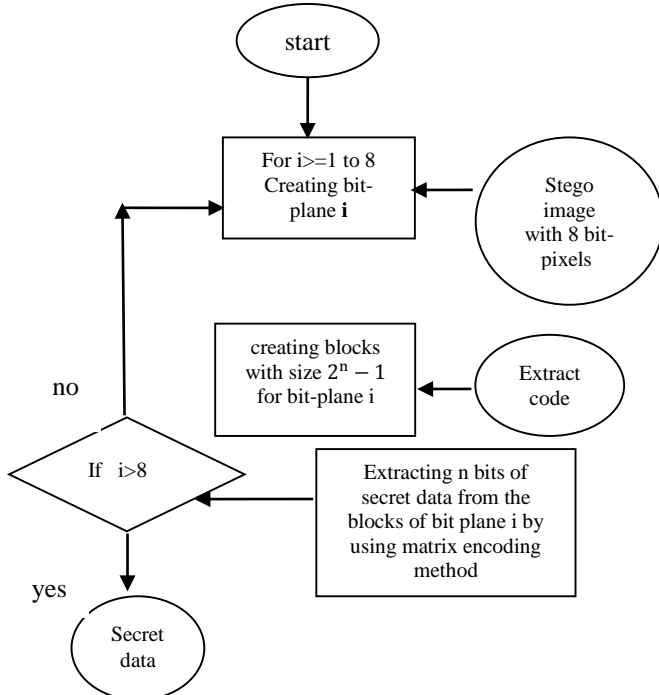 start
For i>=1 to 8
Creating bit-
plane i
Stego
image
with 8 bit-
pixels
creating blocks
with size 2ⁿ − 1
for bit-plane i
Extract
code
no
If i>8
Extracting n bits of
secret data from the
blocks of bit plane i by
using matrix encoding
method
yes
Secret
data